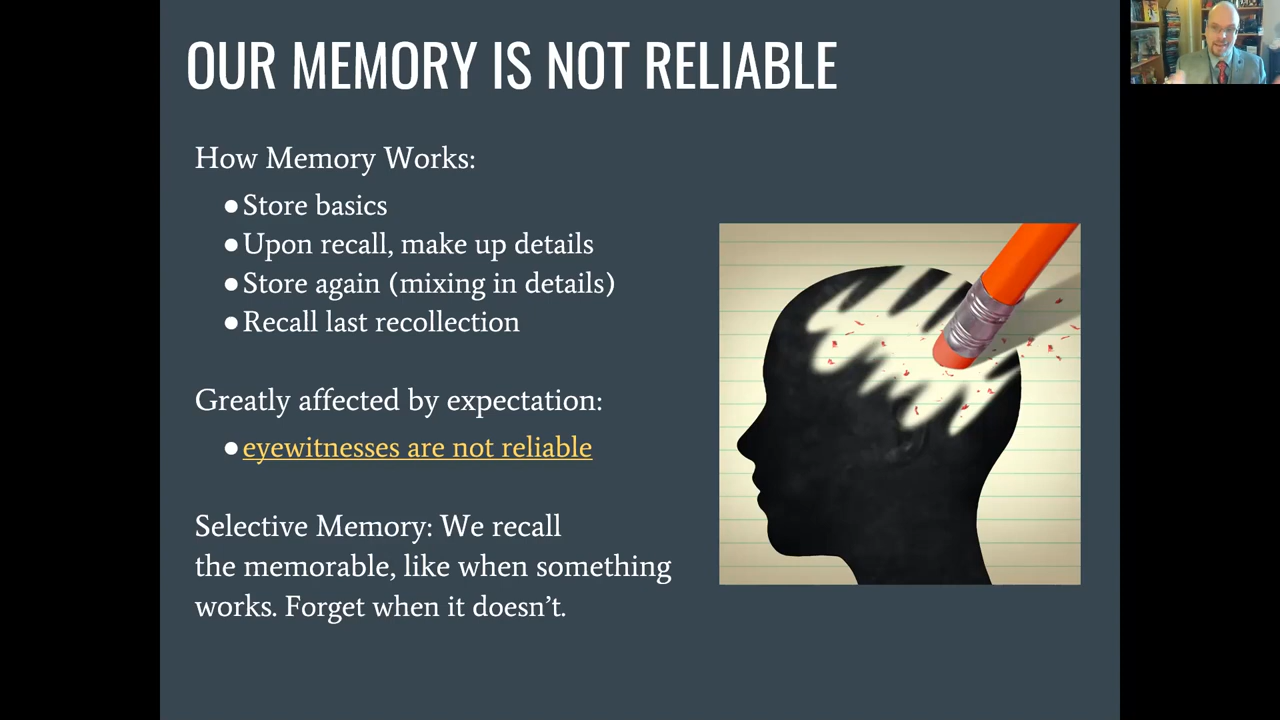 OUR MEMORY IS NOT RELIABLE
How Memory Works:
●Store basics
●Upon recall, make up details
●Store again (mixing in details)
●Recall last recollection
Greatly affected by expectation:
●eyewitnesses are not reliable
Selective Memory: We recall
the memorable, like when something
works. Forget when it doesn’t.